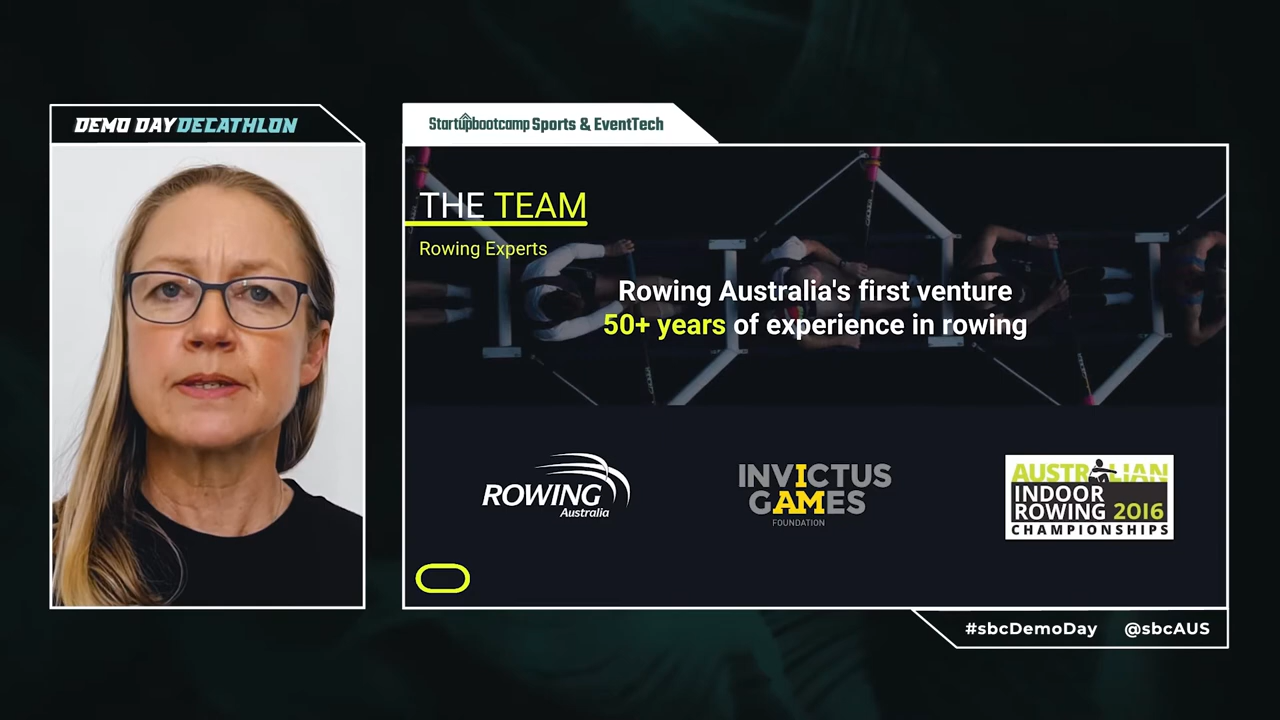 DEMO DAY DECATHLON
Startupbootcamp Sports & EventTech
THE TEAM
Rowing Experts
Rowing Australia's first venture
50+ years of experience in rowing
ROWING
Australia
INVICTUS
GAMES
FOUNDATION
AUSTRALIAN
INDOOR
ROWING 2016
CHAMPIONSHIPS
#sbcDemoDay @sbcAUS